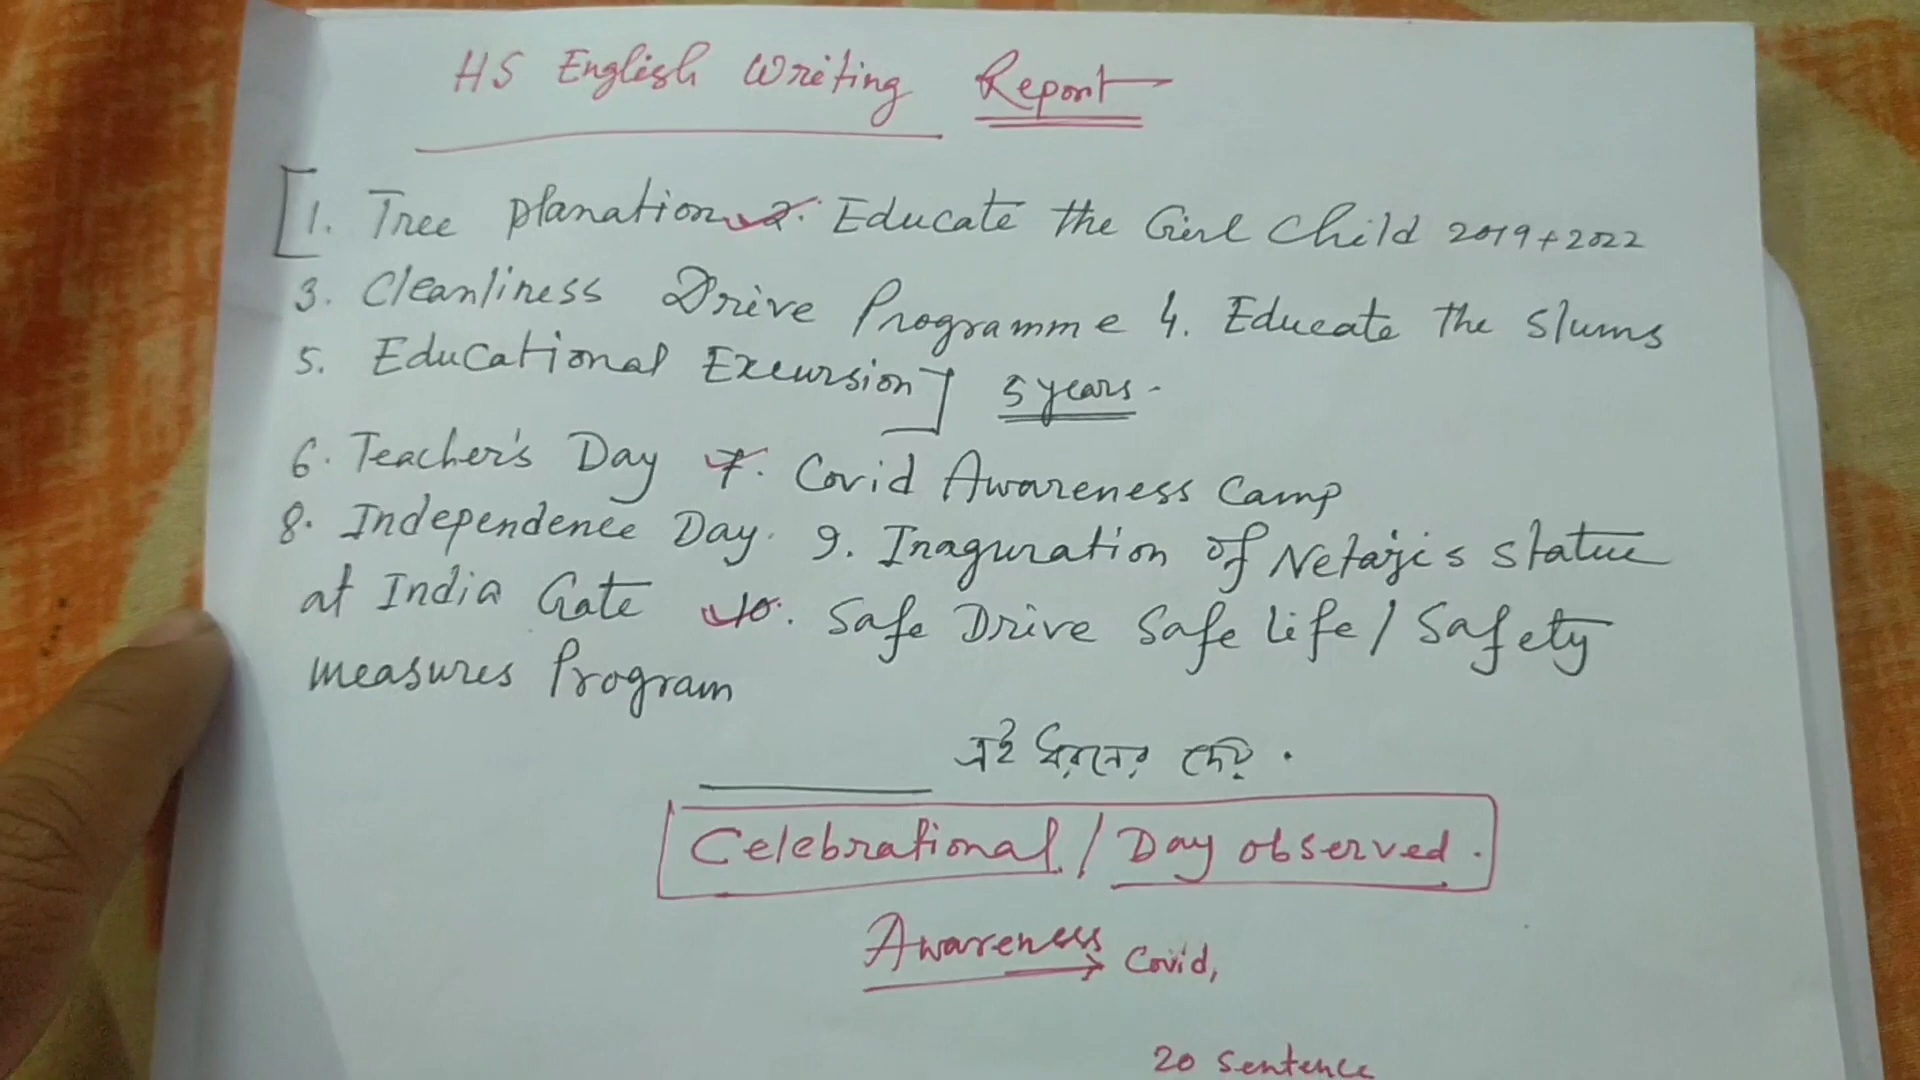 HS English Writing Report
1. Tree planation 2. Educate the Girl Child 2019+2022
3. Cleanliness Drive Programme 4. Educate the Slums
5. Educational Excursion] 5 years -
6. Teacher's Day 7. Covid Awareness Camp
8. Independence Day. 9. Inaguration of Netaji's statue
at India Gate 10. Safe Drive Safe Life / Safety
measures Program
এই ধরনের দেয় .
Celebrational / Day observed .
Awareness → Covid,
20 Sentence